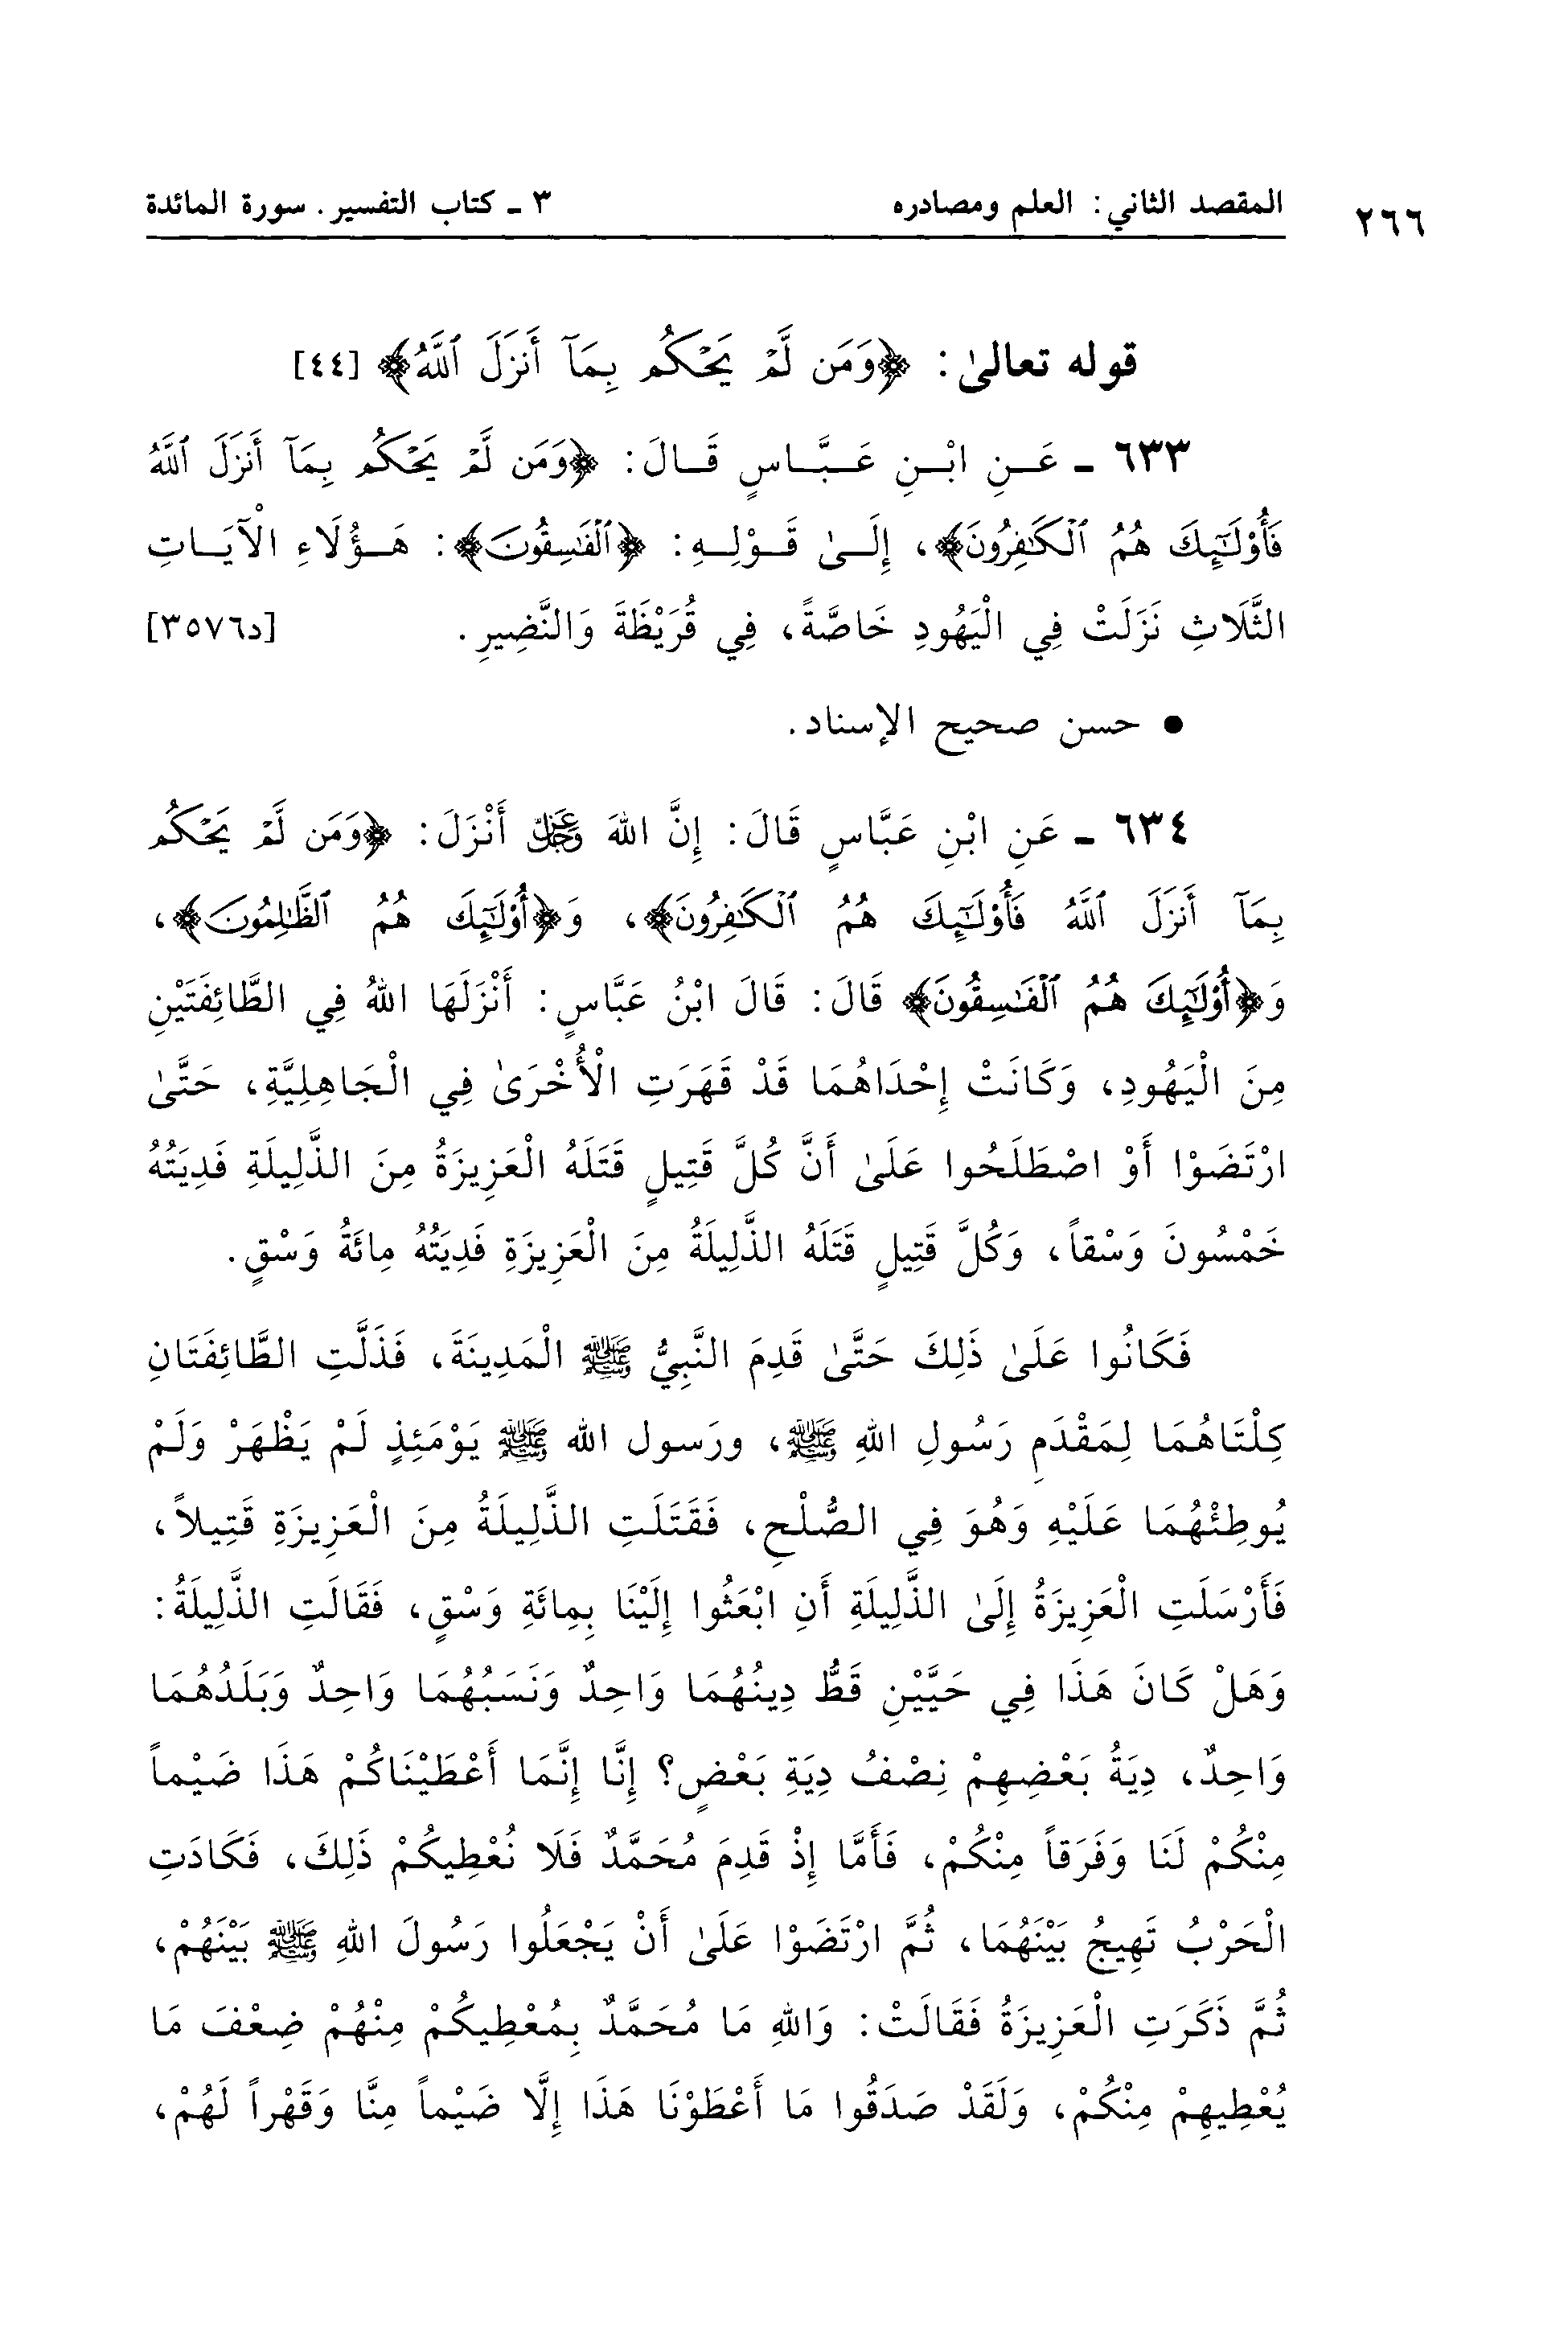 ٢٦٦ المقصد الثاني: العلم ومصادره ٣ ـ كتاب التفسير. سورة المائدة
قوله تعالىٰ: ﴿وَمَن لَّمْ يَحْكُم بِمَآ أَنزَلَ ٱللَّهُ﴾ [٤٤]
٦٣٣ ـ عَنِ ابْنِ عَبَّاسٍ قَالَ: ﴿وَمَن لَّمْ يَحْكُم بِمَآ أَنزَلَ ٱللَّهُ
فَأُوْلَٰٓئِكَ هُمُ ٱلْكَٰفِرُونَ﴾، إِلَىٰ قَوْلِهِ: ﴿ٱلْفَٰسِقُونَ﴾: هَؤُلَاءِ الْآيَاتِ
الثَّلَاثِ نَزَلَتْ فِي الْيَهُودِ خَاصَّةً، فِي قُرَيْظَةَ وَالنَّضِيرِ. [د٣٥٧٦]
● حسن صحيح الإسناد.
٦٣٤ ـ عَنِ ابْنِ عَبَّاسٍ قَالَ: إِنَّ اللهَ عَزَّ وَجَلَّ أَنْزَلَ: ﴿وَمَن لَّمْ يَحْكُم
بِمَآ أَنزَلَ ٱللَّهُ فَأُوْلَٰٓئِكَ هُمُ ٱلْكَٰفِرُونَ﴾، وَ﴿أُوْلَٰٓئِكَ هُمُ ٱلظَّٰلِمُونَ﴾،
وَ﴿أُوْلَٰٓئِكَ هُمُ ٱلْفَٰسِقُونَ﴾ قَالَ: قَالَ ابْنُ عَبَّاسٍ: أَنْزَلَهَا اللهُ فِي الطَّائِفَتَيْنِ
مِنَ الْيَهُودِ، وَكَانَتْ إِحْدَاهُمَا قَدْ قَهَرَتِ الْأُخْرَىٰ فِي الْجَاهِلِيَّةِ، حَتَّىٰ
ارْتَضَوْا أَوْ اصْطَلَحُوا عَلَىٰ أَنَّ كُلَّ قَتِيلٍ قَتَلَهُ الْعَزِيزَةُ مِنَ الذَّلِيلَةِ فَدِيَتُهُ
خَمْسُونَ وَسْقاً، وَكُلَّ قَتِيلٍ قَتَلَهُ الذَّلِيلَةُ مِنَ الْعَزِيزَةِ فَدِيَتُهُ مِائَةُ وَسْقٍ.
فَكَانُوا عَلَىٰ ذَلِكَ حَتَّىٰ قَدِمَ النَّبِيُّ ﷺ الْمَدِينَةَ، فَذَلَّتِ الطَّائِفَتَانِ
كِلْتَاهُمَا لِمَقْدَمِ رَسُولِ اللهِ ﷺ، ورَسول الله ﷺ يَوْمَئِذٍ لَمْ يَظْهَرْ وَلَمْ
يُوطِئْهُمَا عَلَيْهِ وَهُوَ فِي الصُّلْحِ، فَقَتَلَتِ الذَّلِيلَةُ مِنَ الْعَزِيزَةِ قَتِيلاً،
فَأَرْسَلَتِ الْعَزِيزَةُ إِلَىٰ الذَّلِيلَةِ أَنِ ابْعَثُوا إِلَيْنَا بِمِائَةِ وَسْقٍ، فَقَالَتِ الذَّلِيلَةُ:
وَهَلْ كَانَ هَذَا فِي حَيَّيْنِ قَطُّ دِينُهُمَا وَاحِدٌ وَنَسَبُهُمَا وَاحِدٌ وَبَلَدُهُمَا
وَاحِدٌ، دِيَةُ بَعْضِهِمْ نِصْفُ دِيَةِ بَعْضٍ؟ إِنَّا إِنَّمَا أَعْطَيْنَاكُمْ هَذَا ضَيْماً
مِنْكُمْ لَنَا وَفَرَقاً مِنْكُمْ، فَأَمَّا إِذْ قَدِمَ مُحَمَّدٌ فَلَا نُعْطِيكُمْ ذَلِكَ، فَكَادَتِ
الْحَرْبُ تَهِيجُ بَيْنَهُمَا، ثُمَّ ارْتَضَوْا عَلَىٰ أَنْ يَجْعَلُوا رَسُولَ اللهِ ﷺ بَيْنَهُمْ،
ثُمَّ ذَكَرَتِ الْعَزِيزَةُ فَقَالَتْ: وَاللهِ مَا مُحَمَّدٌ بِمُعْطِيكُمْ مِنْهُمْ ضِعْفَ مَا
يُعْطِيهِمْ مِنْكُمْ، وَلَقَدْ صَدَقُوا مَا أَعْطَوْنَا هَذَا إِلَّا ضَيْماً مِنَّا وَقَهْراً لَهُمْ،